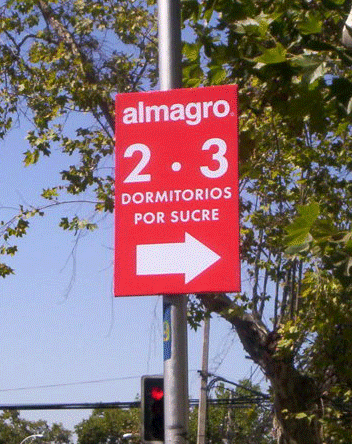 almagro
2 • 3
DORMITORIOS
POR SUCRE